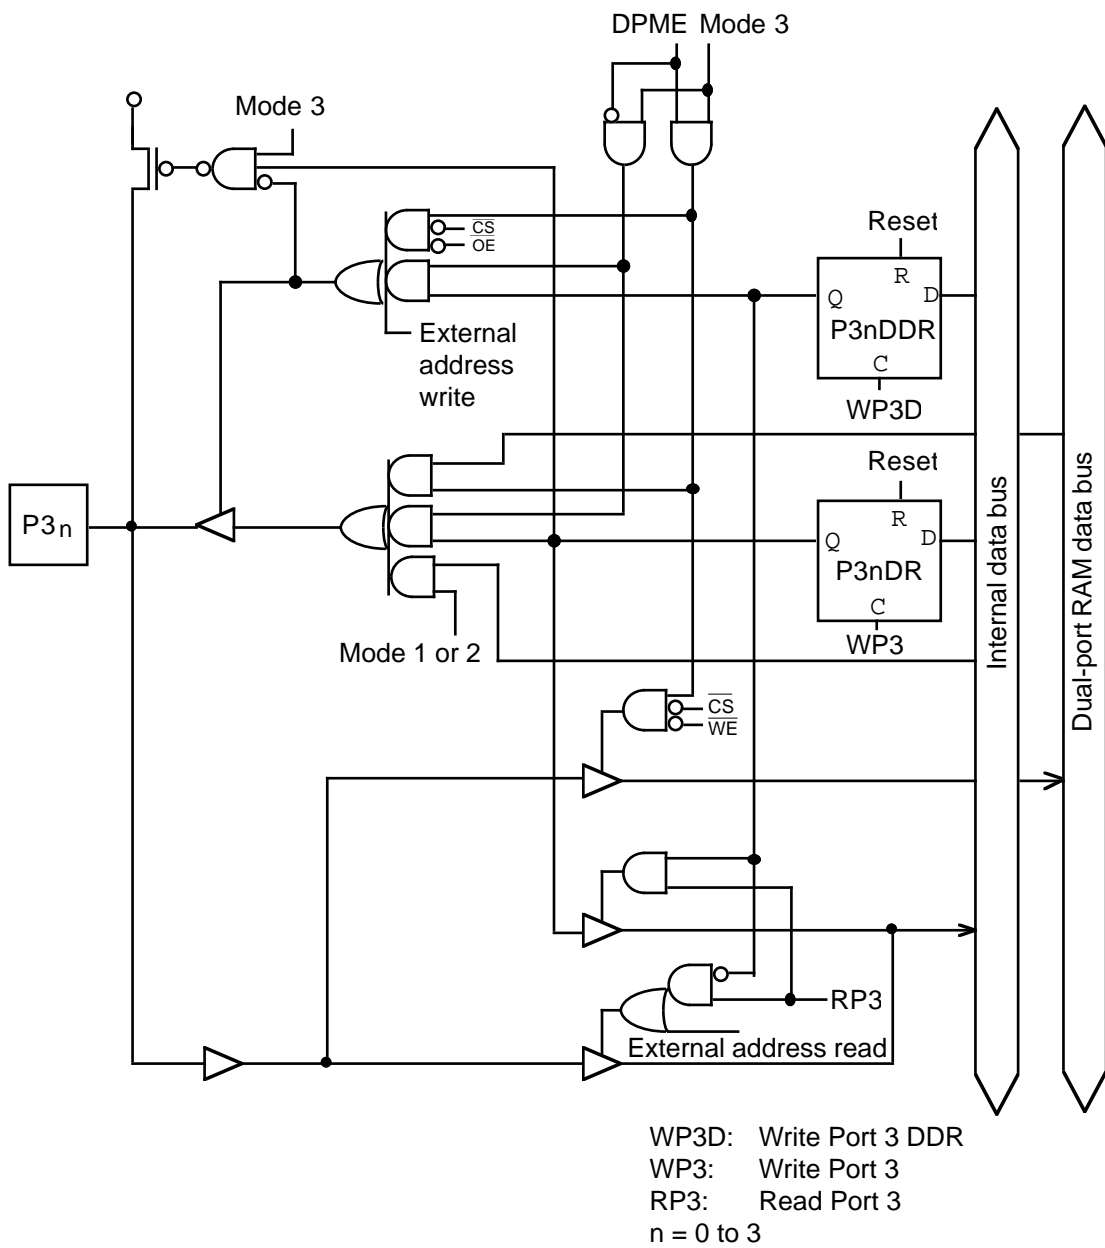 DPME Mode 3
Mode 3
CS
OE
Reset
R
Q
D
P3nDDR
C
WP3D
External
address
write
Reset
R
Q
D
P3nDR
C
WP3
P3n
Mode 1 or 2
CS
WE
RP3
External address read
Internal data bus
Dual-port RAM data bus
WP3D: Write Port 3 DDR
WP3: Write Port 3
RP3: Read Port 3
n = 0 to 3